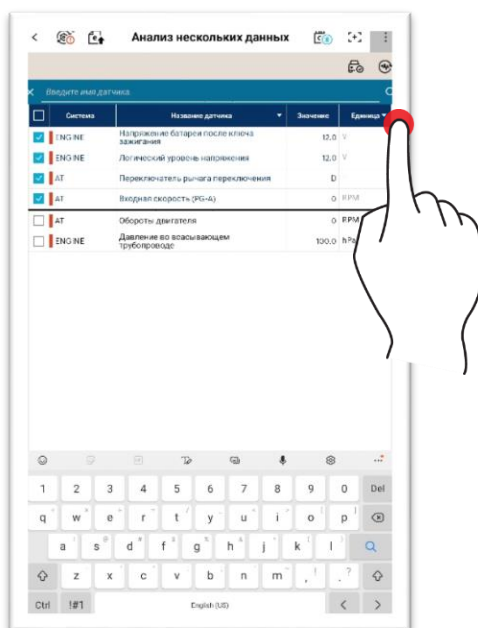 Анализ нескольких данных
Введите имя датчика.
Система Название датчика Значение Единица
ENGINE Напряжение батареи после ключа зажигания 12.0 V
ENGINE Логический уровень напряжения 12.0 V
AT Переключатель рычага переключения D
AT Входная скорость (PG-A) 0 RPM
AT Обороты двигателя 0 RPM
ENGINE Давление во всасывающем трубопроводе 100.0 hPa
1 2 3 4 5 6 7 8 9 0 Del
q w e r t y u i o p
a s d f g h j k l
z x c v b n m , . ?
Ctrl !#1 English (US)